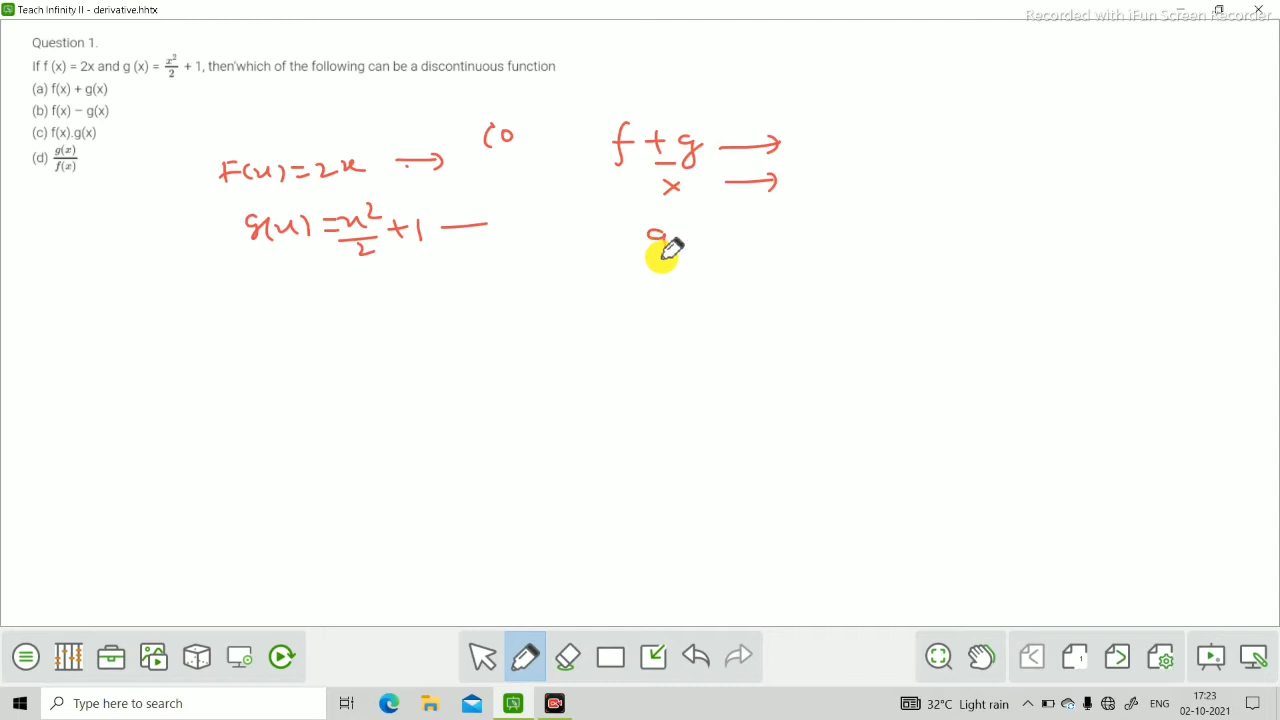 Teach Infinity II - derivative.hhtx
Recorded with iFun Screen Recorder
Question 1.
If f (x) = 2x and g (x) = x²/2 + 1, then'which of the following can be a discontinuous function
(a) f(x) + g(x)
(b) f(x) − g(x)
(c) f(x).g(x)
(d) g(x)/f(x)
F(x) = 2x →
(0
g(x) = x²/2 + 1 —
f + g →
x →
g
Type here to search
32°C Light rain
ENG
17:23
02-10-2021